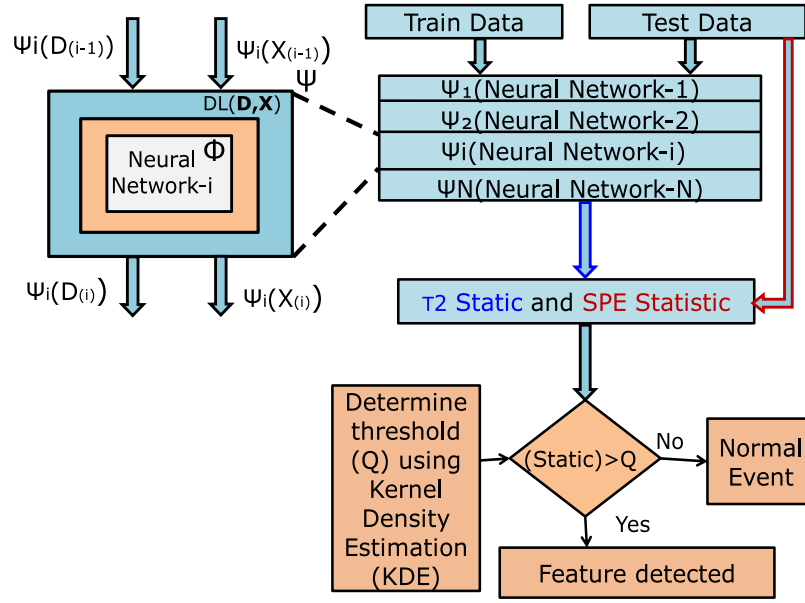 Ψi(D(i-1))
Ψi(X(i-1))
Ψ
DL(D,X)
Φ
Neural
Network-i
Ψi(D(i))
Ψi(X(i))
Train Data
Test Data
Ψ1(Neural Network-1)
Ψ2(Neural Network-2)
Ψi(Neural Network-i)
ΨN(Neural Network-N)
T2 Static and SPE Statistic
Determine
threshold
(Q) using
Kernel
Density
Estimation
(KDE)
(Static)>Q
No
Normal
Event
Yes
Feature detected